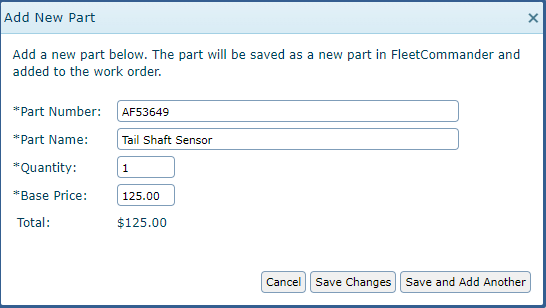 Add New Part
Add a new part below. The part will be saved as a new part in FleetCommander and
added to the work order.
*Part Number: AF53649
*Part Name: Tail Shaft Sensor
*Quantity: 1
*Base Price: 125.00
Total: $125.00
Cancel Save Changes Save and Add Another